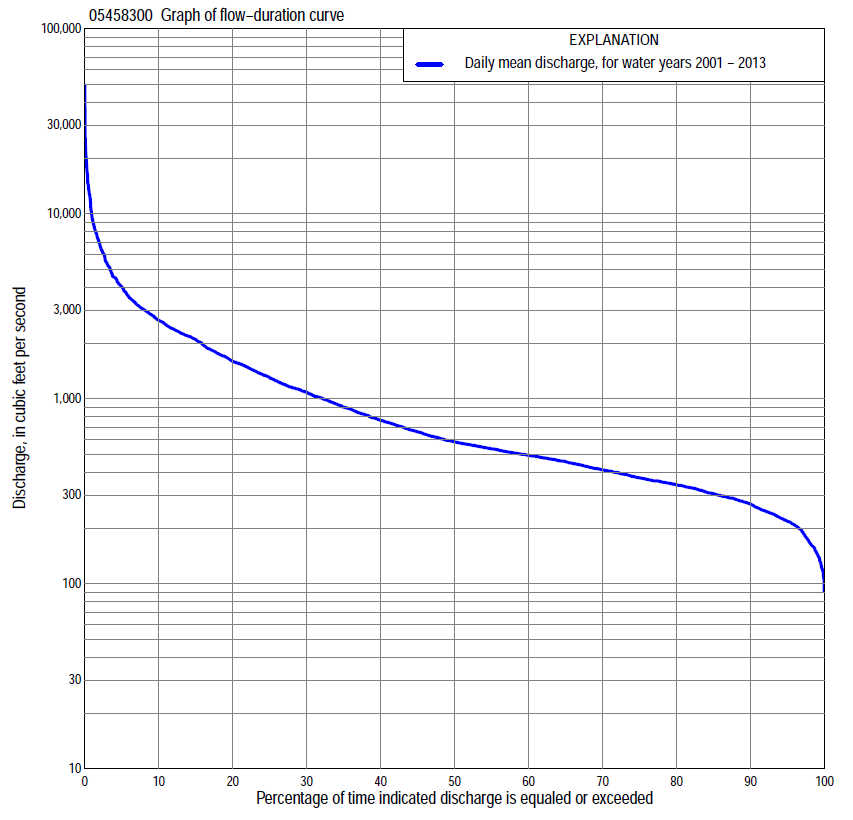 05458300 Graph of flow−duration curve
EXPLANATION
Daily mean discharge, for water years 2001 − 2013
Discharge, in cubic feet per second
100,000
30,000
10,000
3,000
1,000
300
100
30
10
0 10 20 30 40 50 60 70 80 90 100
Percentage of time indicated discharge is equaled or exceeded